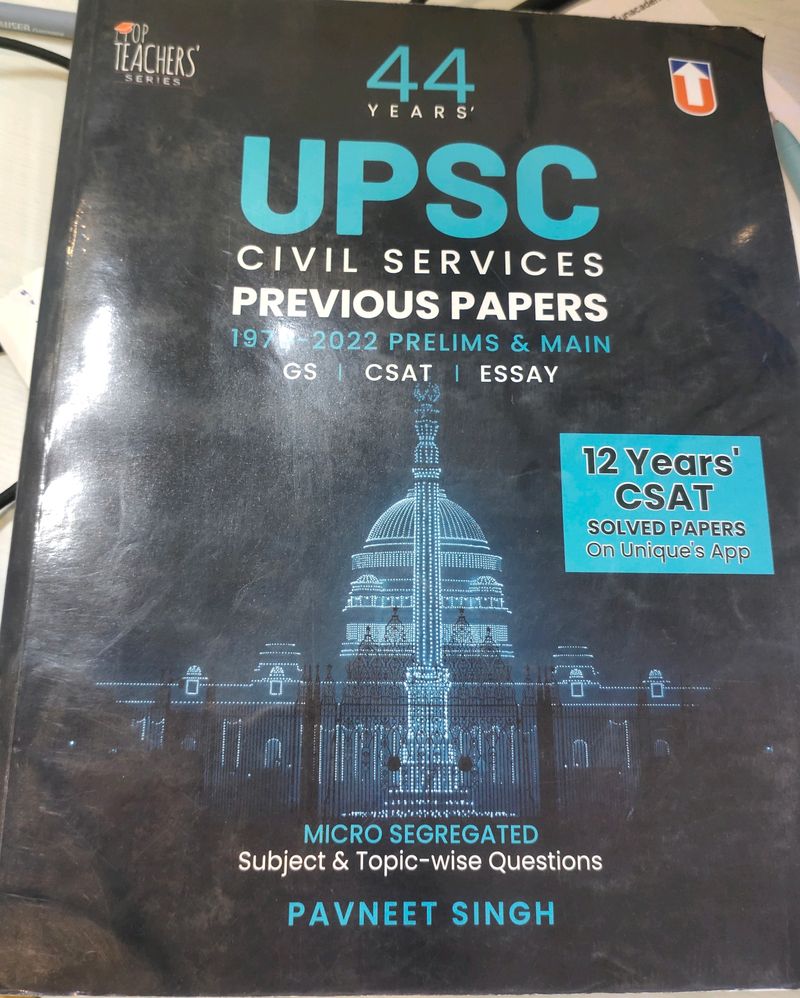 TOP
TEACHERS'
SERIES
44
YEARS'
U
UPSC
CIVIL SERVICES
PREVIOUS PAPERS
-2022 PRELIMS & MAIN
GS | CSAT | ESSAY
12 Years'
CSAT
SOLVED PAPERS
On Unique's App
MICRO SEGREGATED
Subject & Topic-wise Questions
PAVNEET SINGH